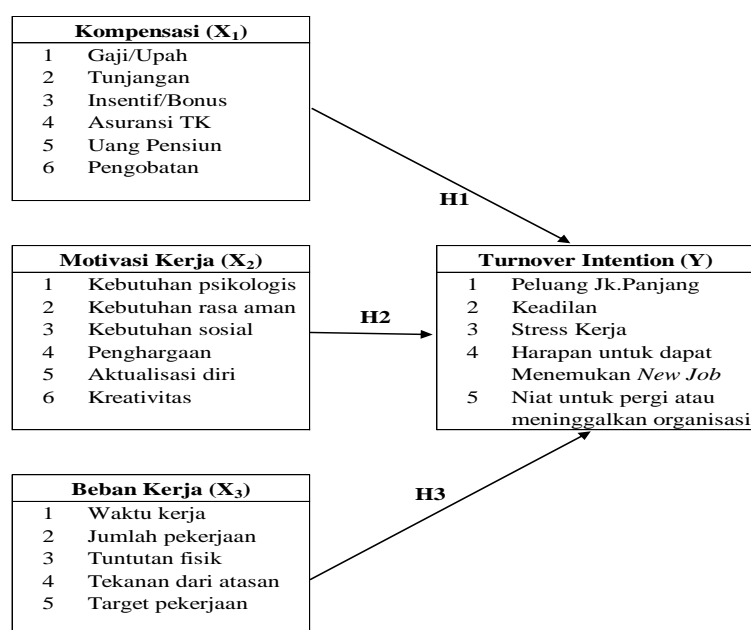 Kompensasi (X₁)
1 Gaji/Upah
2 Tunjangan
3 Insentif/Bonus
4 Asuransi TK
5 Uang Pensiun
6 Pengobatan
H1
Motivasi Kerja (X₂)
1 Kebutuhan psikologis
2 Kebutuhan rasa aman
3 Kebutuhan sosial
4 Penghargaan
5 Aktualisasi diri
6 Kreativitas
H2
Turnover Intention (Y)
1 Peluang Jk.Panjang
2 Keadilan
3 Stress Kerja
4 Harapan untuk dapat
Menemukan New Job
5 Niat untuk pergi atau
meninggalkan organisasi
Beban Kerja (X₃)
1 Waktu kerja
2 Jumlah pekerjaan
3 Tuntutan fisik
4 Tekanan dari atasan
5 Target pekerjaan
H3